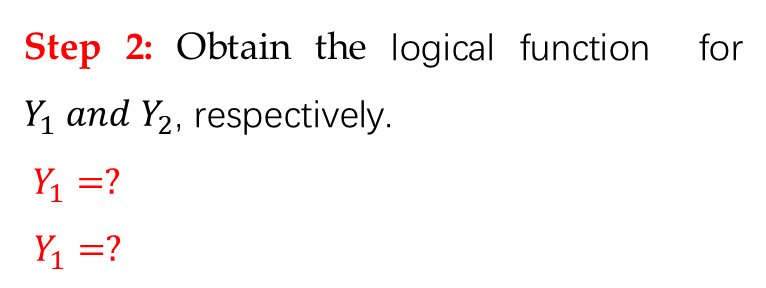 Step 2: Obtain the logical function for
Y₁ and Y₂, respectively.
Y₁ =?
Y₁ =?